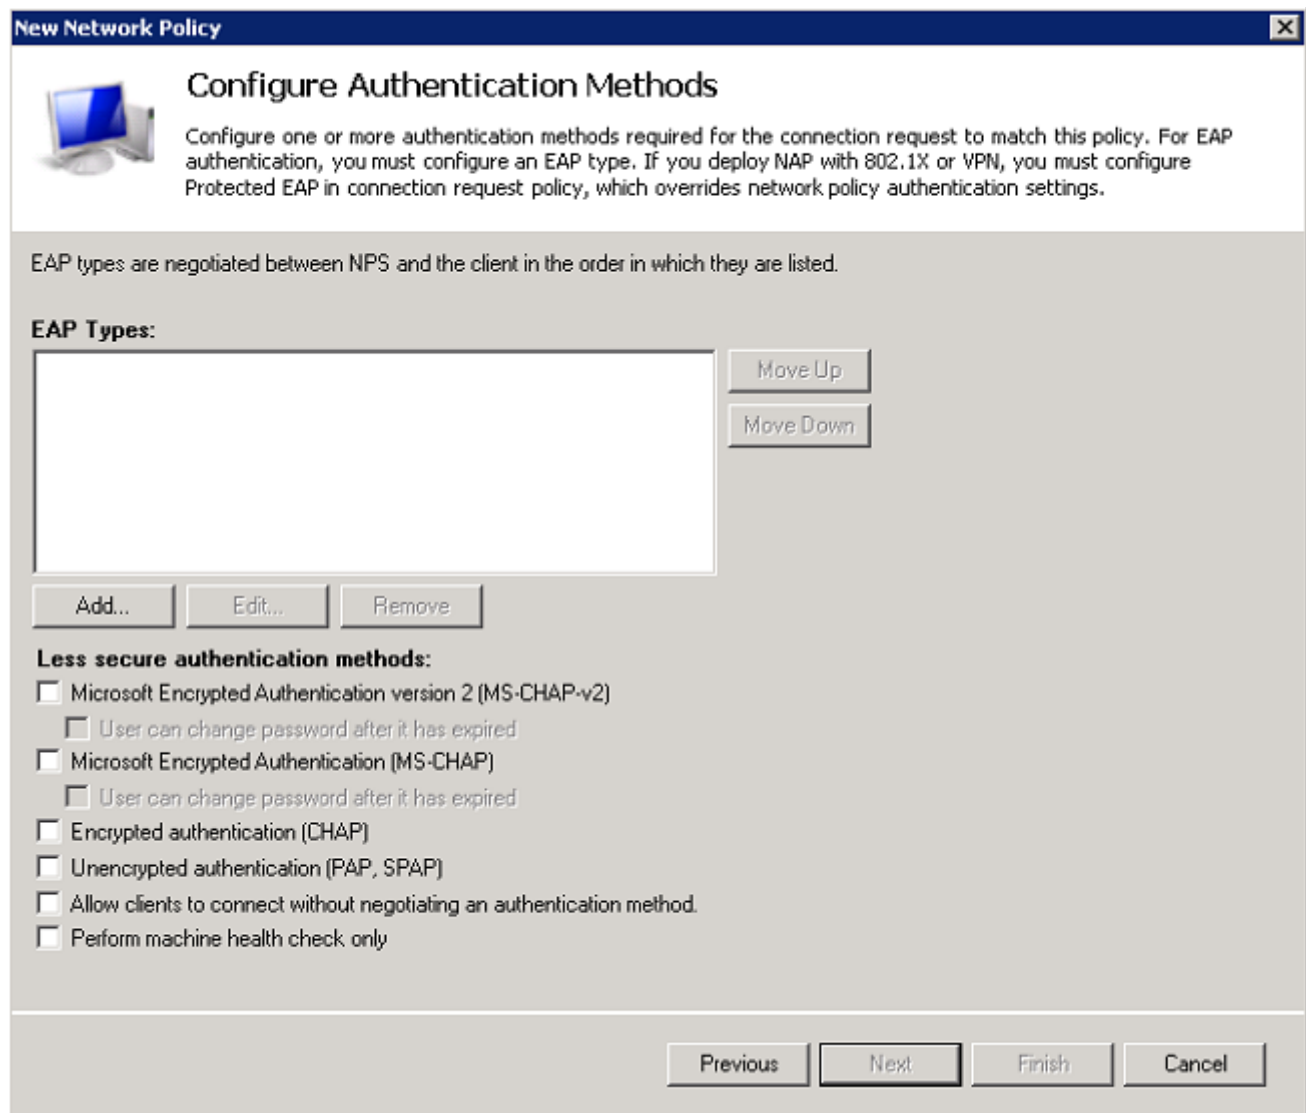 New Network Policy
Configure Authentication Methods
Configure one or more authentication methods required for the connection request to match this policy. For EAP
authentication, you must configure an EAP type. If you deploy NAP with 802.1X or VPN, you must configure
Protected EAP in connection request policy, which overrides network policy authentication settings.
EAP types are negotiated between NPS and the client in the order in which they are listed.
EAP Types:
Move Up
Move Down
Add... Edit... Remove
Less secure authentication methods:
Microsoft Encrypted Authentication version 2 (MS-CHAP-v2)
User can change password after it has expired
Microsoft Encrypted Authentication (MS-CHAP)
User can change password after it has expired
Encrypted authentication (CHAP)
Unencrypted authentication (PAP, SPAP)
Allow clients to connect without negotiating an authentication method.
Perform machine health check only
Previous Next Finish Cancel